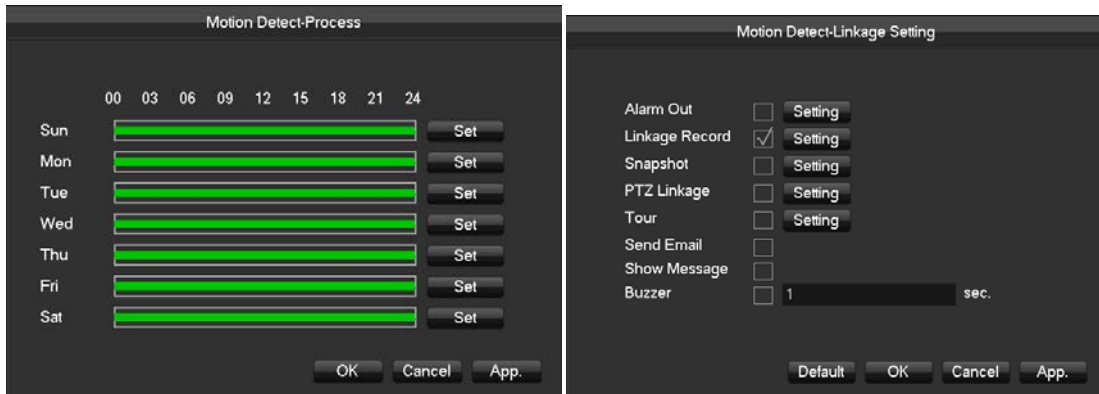 Motion Detect-Process
00 03 06 09 12 15 18 21 24
Sun Set
Mon Set
Tue Set
Wed Set
Thu Set
Fri Set
Sat Set
OK Cancel App.
Motion Detect-Linkage Setting
Alarm Out Setting
Linkage Record Setting
Snapshot Setting
PTZ Linkage Setting
Tour Setting
Send Email
Show Message
Buzzer 1 sec.
Default OK Cancel App.